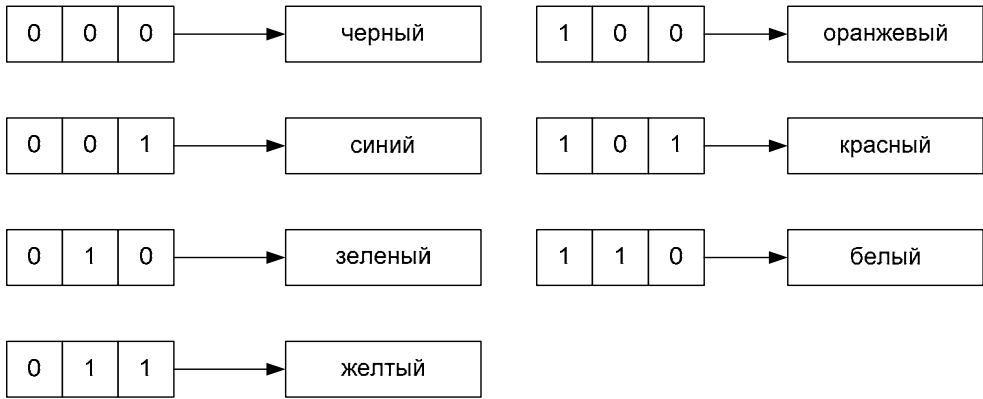 0 0 0 черный
1 0 0 оранжевый
0 0 1 синий
1 0 1 красный
0 1 0 зеленый
1 1 0 белый
0 1 1 желтый